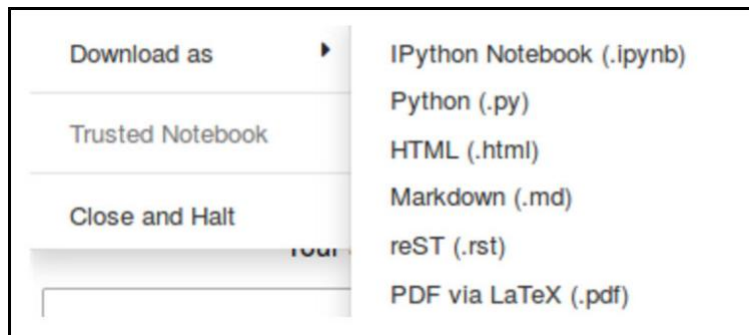 Download as
Trusted Notebook
Close and Halt
IPython Notebook (.ipynb)
Python (.py)
HTML (.html)
Markdown (.md)
reST (.rst)
PDF via LaTeX (.pdf)